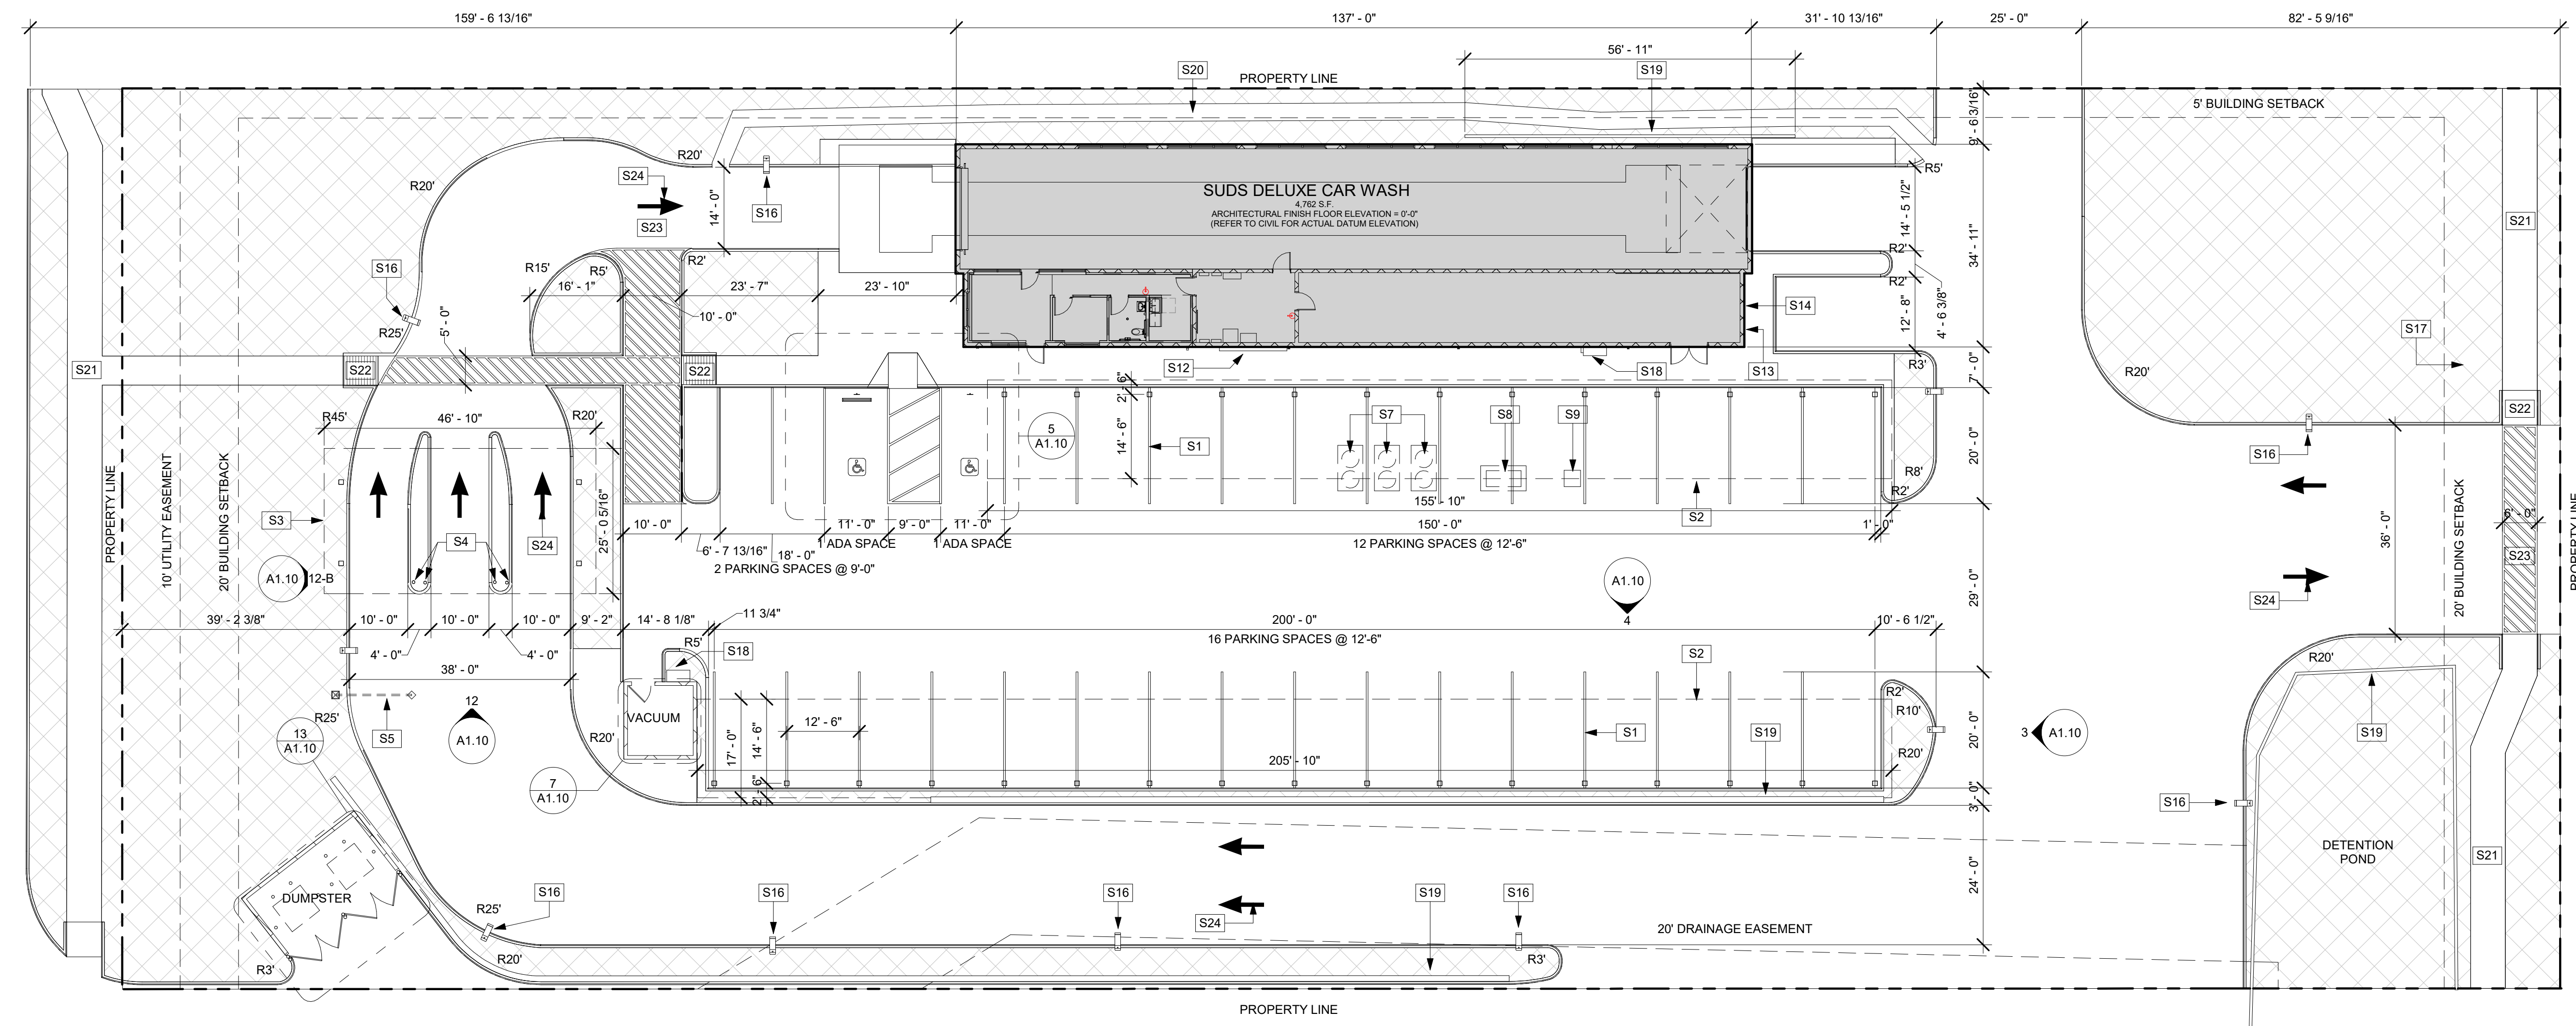 159' - 6 13/16"
137' - 0"
31' - 10 13/16"
25' - 0"
82' - 5 9/16"
56' - 11"
S20
PROPERTY LINE
S19
9' - 6 3/16"
5' BUILDING SETBACK
R20'
R20'
S24
S23
14' - 0"
S16
SUDS DELUXE CAR WASH
4,762 S.F.
ARCHITECTURAL FINISH FLOOR ELEVATION = 0'-0"
(REFER TO CIVIL FOR ACTUAL DATUM ELEVATION)
R5'
14' - 5 1/2"
34' - 11"
S21
S16
R15'
R5'
R2'
R2'
R2'
16' - 1"
23' - 7"
23' - 10"
10' - 0"
R25'
5' - 0"
S14
12' - 8"
4' - 6 3/8"
S17
S21
S22
S22
S12
S18
S13
R3'
7' - 0"
R20'
S22
R45'
46' - 10"
R20'
2' - 6"
14' - 6"
5
A1.10
S1
S7
S8
S9
20' - 0"
S16
PROPERTY LINE
10' UTILITY EASEMENT
20' BUILDING SETBACK
R8'
R2'
155' - 10"
S2
S3
S4
S24
25' - 0 5/16"
10' - 0"
11' - 0"
9' - 0"
11' - 0"
150' - 0"
1' - 0"
6' - 7 13/16"
18' - 0"
1 ADA SPACE
1 ADA SPACE
12 PARKING SPACES @ 12'-6"
2 PARKING SPACES @ 9'-0"
36' - 0"
20' BUILDING SETBACK
6' - 0"
S23
PROPERTY LINE
A1.10
12-B
A1.10
4
29' - 0"
S24
39' - 2 3/8"
10' - 0"
10' - 0"
10' - 0"
9' - 2"
14' - 8 1/8"
11 3/4"
200' - 0"
16 PARKING SPACES @ 12'-6"
10' - 6 1/2"
4' - 0"
4' - 0"
38' - 0"
R5'
S18
S2
R20'
R2'
R10'
R25'
S5
12
A1.10
VACUUM
R20'
17' - 0"
14' - 6"
12' - 6"
S1
S19
20' - 0"
3
A1.10
S19
13
A1.10
R20'
205' - 10"
7
A1.10
2' - 6"
3' - 0"
S16
DETENTION
POND
S21
24' - 0"
DUMPSTER
R25'
S16
S16
S16
S24
S19
S16
20' DRAINAGE EASEMENT
R20'
R3'
R3'
PROPERTY LINE